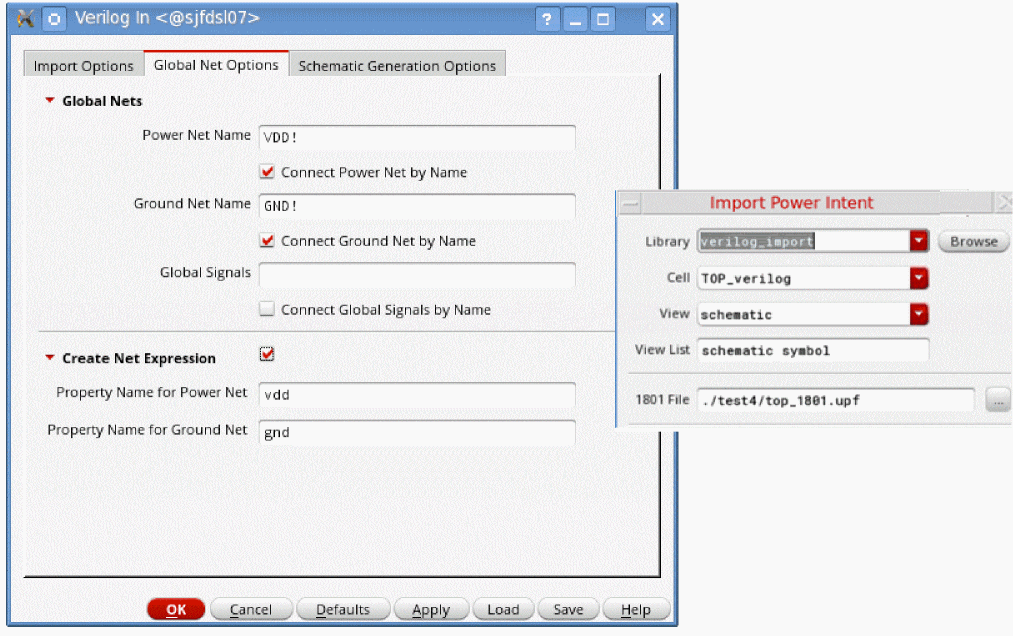 Verilog In <@sjfdsl07>
?
Import Options
Global Net Options
Schematic Generation Options
Global Nets
Power Net Name
VDD!
Connect Power Net by Name
Ground Net Name
GND!
Connect Ground Net by Name
Global Signals
Connect Global Signals by Name
Create Net Expression
Property Name for Power Net
vdd
Property Name for Ground Net
gnd
OK
Cancel
Defaults
Apply
Load
Save
Help
Import Power Intent
Library
verilog_import
Browse
Cell
TOP_verilog
View
schematic
View List
schematic symbol
1801 File
./test4/top_1801.upf
...